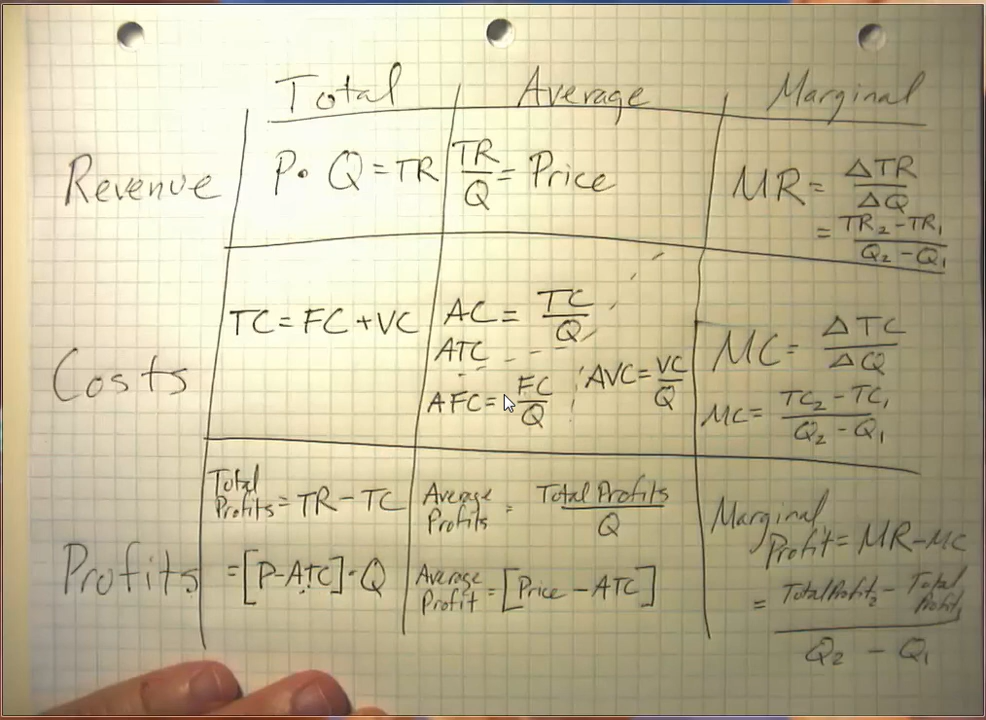 Total Average Marginal
Revenue P • Q = TR TR/Q = Price MR = ΔTR/ΔQ
= TR₂ - TR₁/Q₂ - Q₁
Costs TC = FC + VC AC = TC/Q MC = ΔTC/ΔQ
ATC
AFC = FC/Q AVC = VC/Q MC = TC₂ - TC₁/Q₂ - Q₁
Profits Total Profits = TR - TC Average Profits = Total Profits/Q Marginal Profit = MR - MC
= [P - ATC] • Q Average Profit = [Price - ATC] = Total Profit₂ - Total Profit₁/Q₂ - Q₁